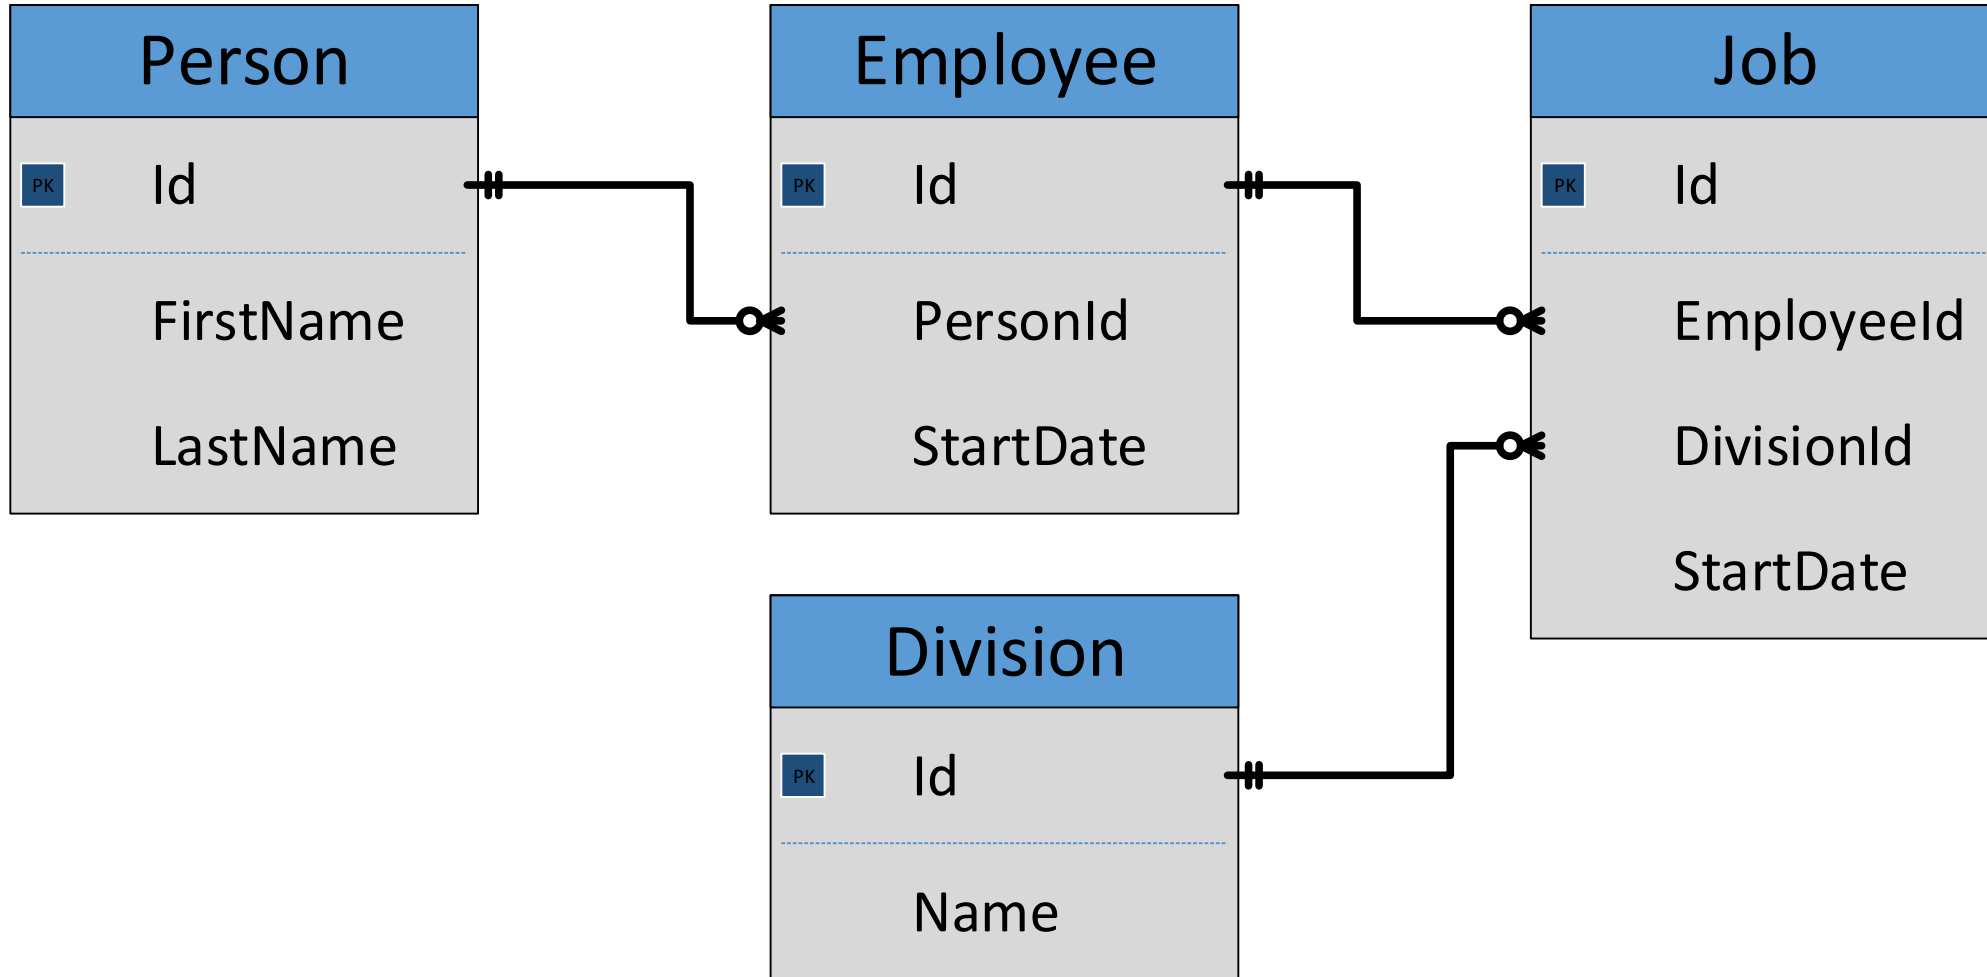 Person
PK Id
FirstName
LastName
Employee
PK Id
PersonId
StartDate
Job
PK Id
EmployeeId
DivisionId
StartDate
Division
PK Id
Name